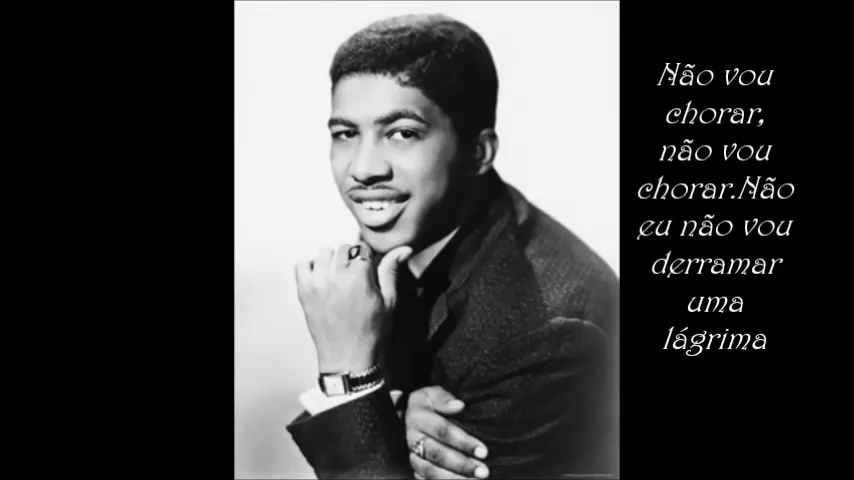 Não vou
chorar,
não vou
chorar.Não
eu não vou
derramar
uma
lágrima